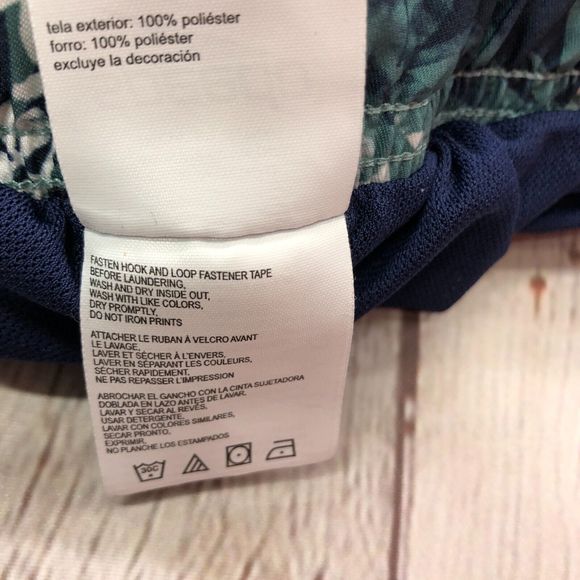 tela exterior: 100% poliéster
forro: 100% poliéster
excluye la decoración
FASTEN HOOK AND LOOP FASTENER TAPE
BEFORE LAUNDERING,
WASH AND DRY INSIDE OUT,
WASH WITH LIKE COLORS,
DRY PROMPTLY,
DO NOT IRON PRINTS
ATTACHER LE RUBAN À VELCRO AVANT
LE LAVAGE,
LAVER ET SÉCHER À L'ENVERS,
LAVER EN SÉPARANT LES COULEURS,
SÉCHER RAPIDEMENT,
NE PAS REPASSER L'IMPRESSION
ABROCHAR EL GANCHO CON LA CINTA SUJETADORA
DOBLADA EN LAZO ANTES DE LAVAR.
LAVAR Y SECAR AL REVÉS,
USAR DETERGENTE,
LAVAR CON COLORES SIMILARES,
SECAR PRONTO,
EXPRIMIR,
NO PLANCHE LOS ESTAMPADOS
30C